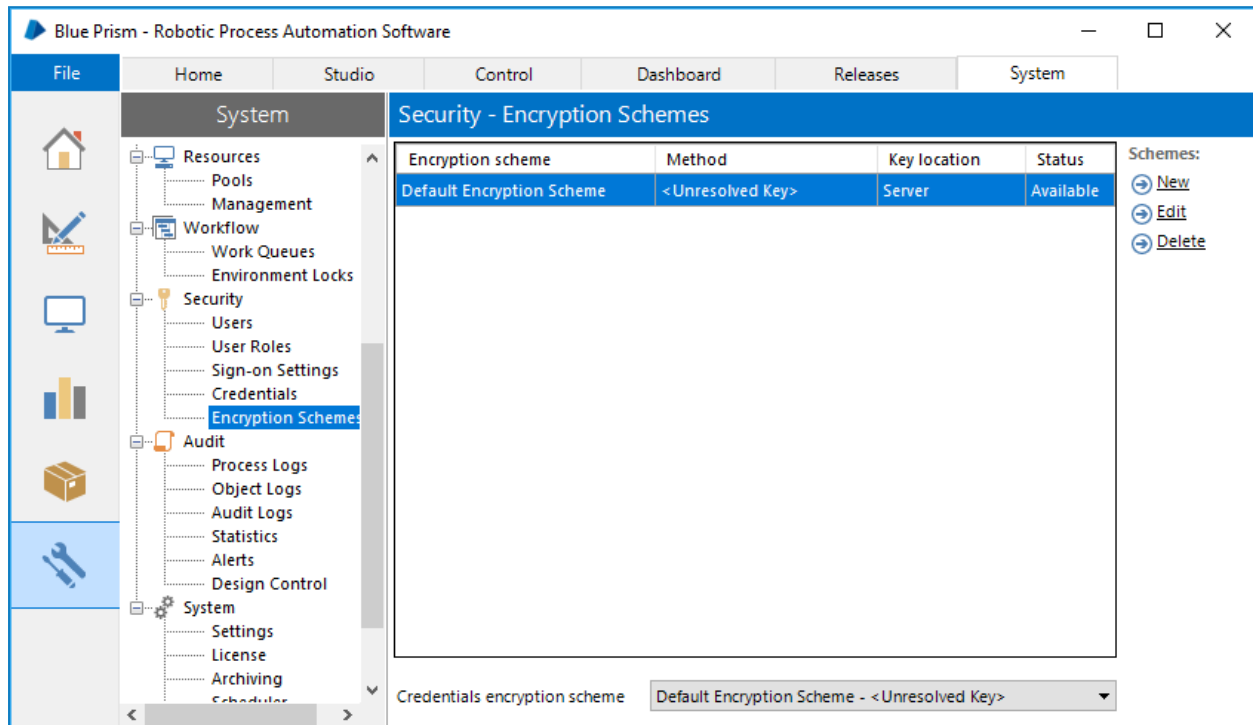 Blue Prism - Robotic Process Automation Software
File Home Studio Control Dashboard Releases System
System
Resources
Pools
Management
Workflow
Work Queues
Environment Locks
Security
Users
User Roles
Sign-on Settings
Credentials
Encryption Schemes
Audit
Process Logs
Object Logs
Audit Logs
Statistics
Alerts
Design Control
System
Settings
License
Archiving
Scheduler
Security - Encryption Schemes
Encryption scheme Method Key location Status
Default Encryption Scheme <Unresolved Key> Server Available
Schemes:
New
Edit
Delete
Credentials encryption scheme Default Encryption Scheme - <Unresolved Key>